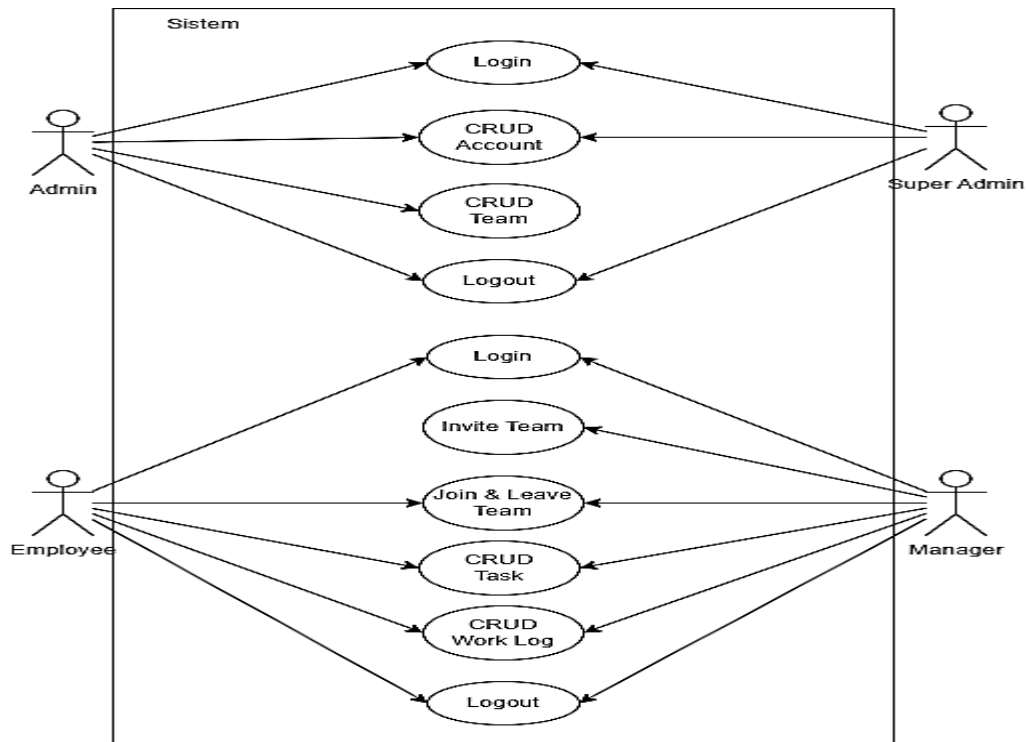 Sistem
Login
CRUD
Account
Admin
Super Admin
CRUD
Team
Logout
Login
Invite Team
Join & Leave
Team
Employee
Manager
CRUD
Task
CRUD
Work Log
Logout